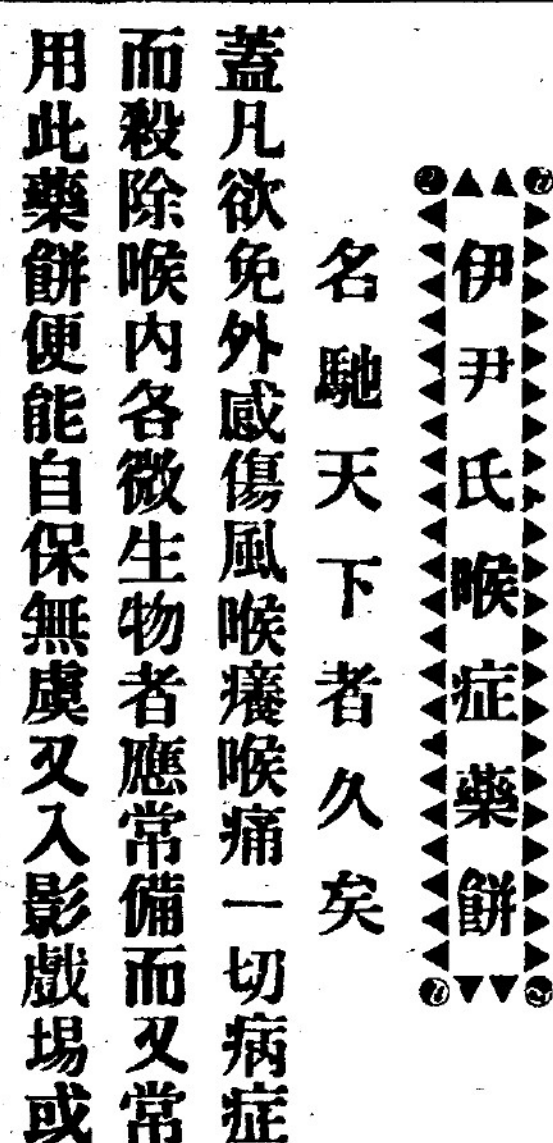 伊尹氏喉症藥餅
名馳天下者久矣
蓋凡欲免外感傷風喉癢喉痛一切病症
而殺除喉内各微生物者應常備而又常
用此藥餅便能自保無虞又入影戲場或